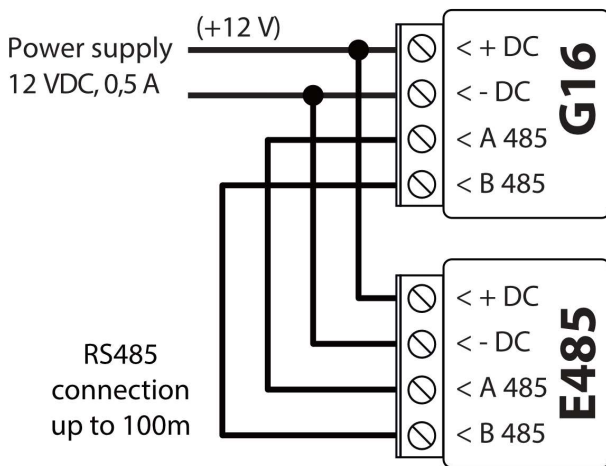 (+12 V)
Power supply
12 VDC, 0,5 A
< + DC
< - DC
< A 485
< B 485
G16
< + DC
< - DC
< A 485
< B 485
E485
RS485
connection
up to 100m